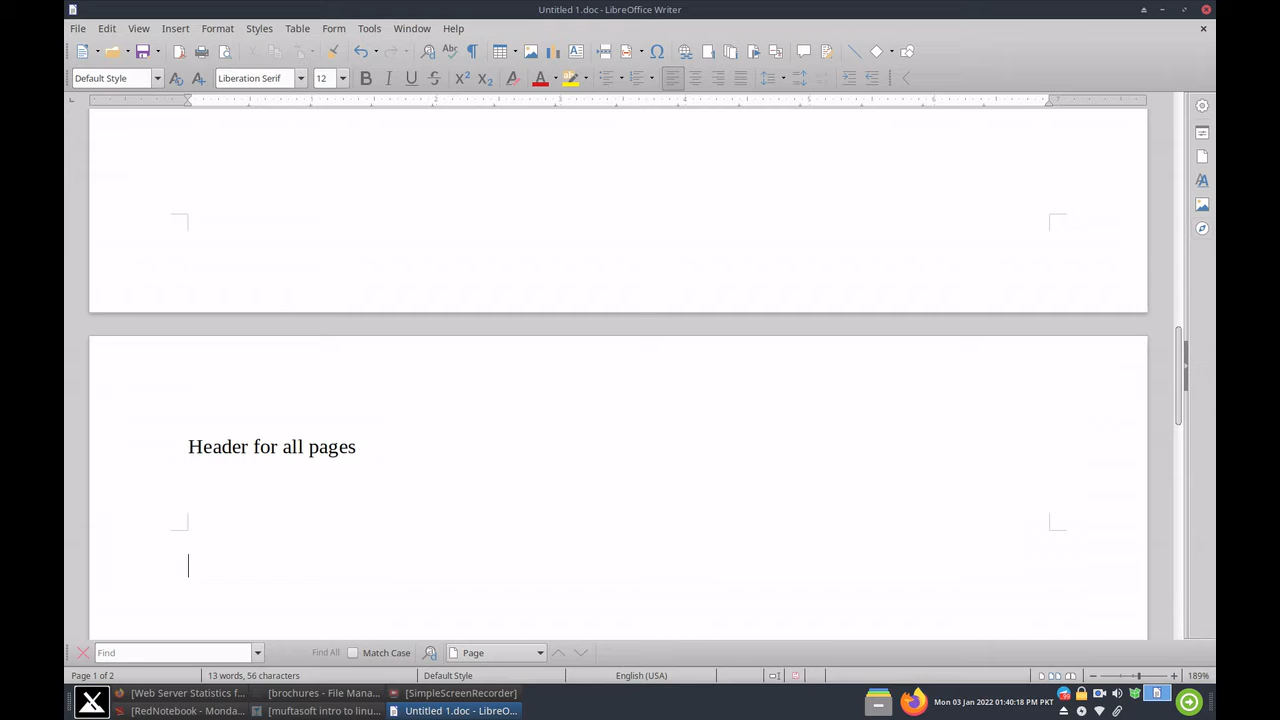 Untitled 1.doc - LibreOffice Writer
File Edit View Insert Format Styles Table Form Tools Window Help
Default Style Liberation Serif 12
Header for all pages
Find Find All Match Case Page
Page 1 of 2 13 words, 56 characters Default Style English (USA) 189%
[Web Server Statistics f... [brochures - File Mana... [SimpleScreenRecorder]
[RedNotebook - Monda... [muftasoft intro to linu... Untitled 1.doc - LibreO... Mon 03 Jan 2022 01:40:18 PM PKT